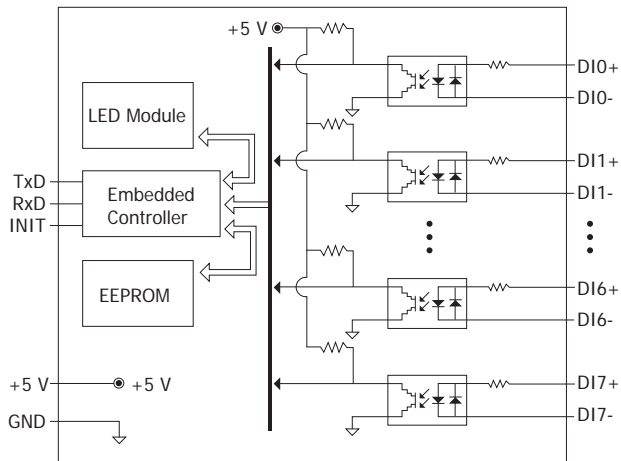 +5 V
LED Module
TxD
RxD
INIT
Embedded
Controller
EEPROM
+5 V
+5 V
GND
DI0+
DI0-
DI1+
DI1-
DI6+
DI6-
DI7+
DI7-